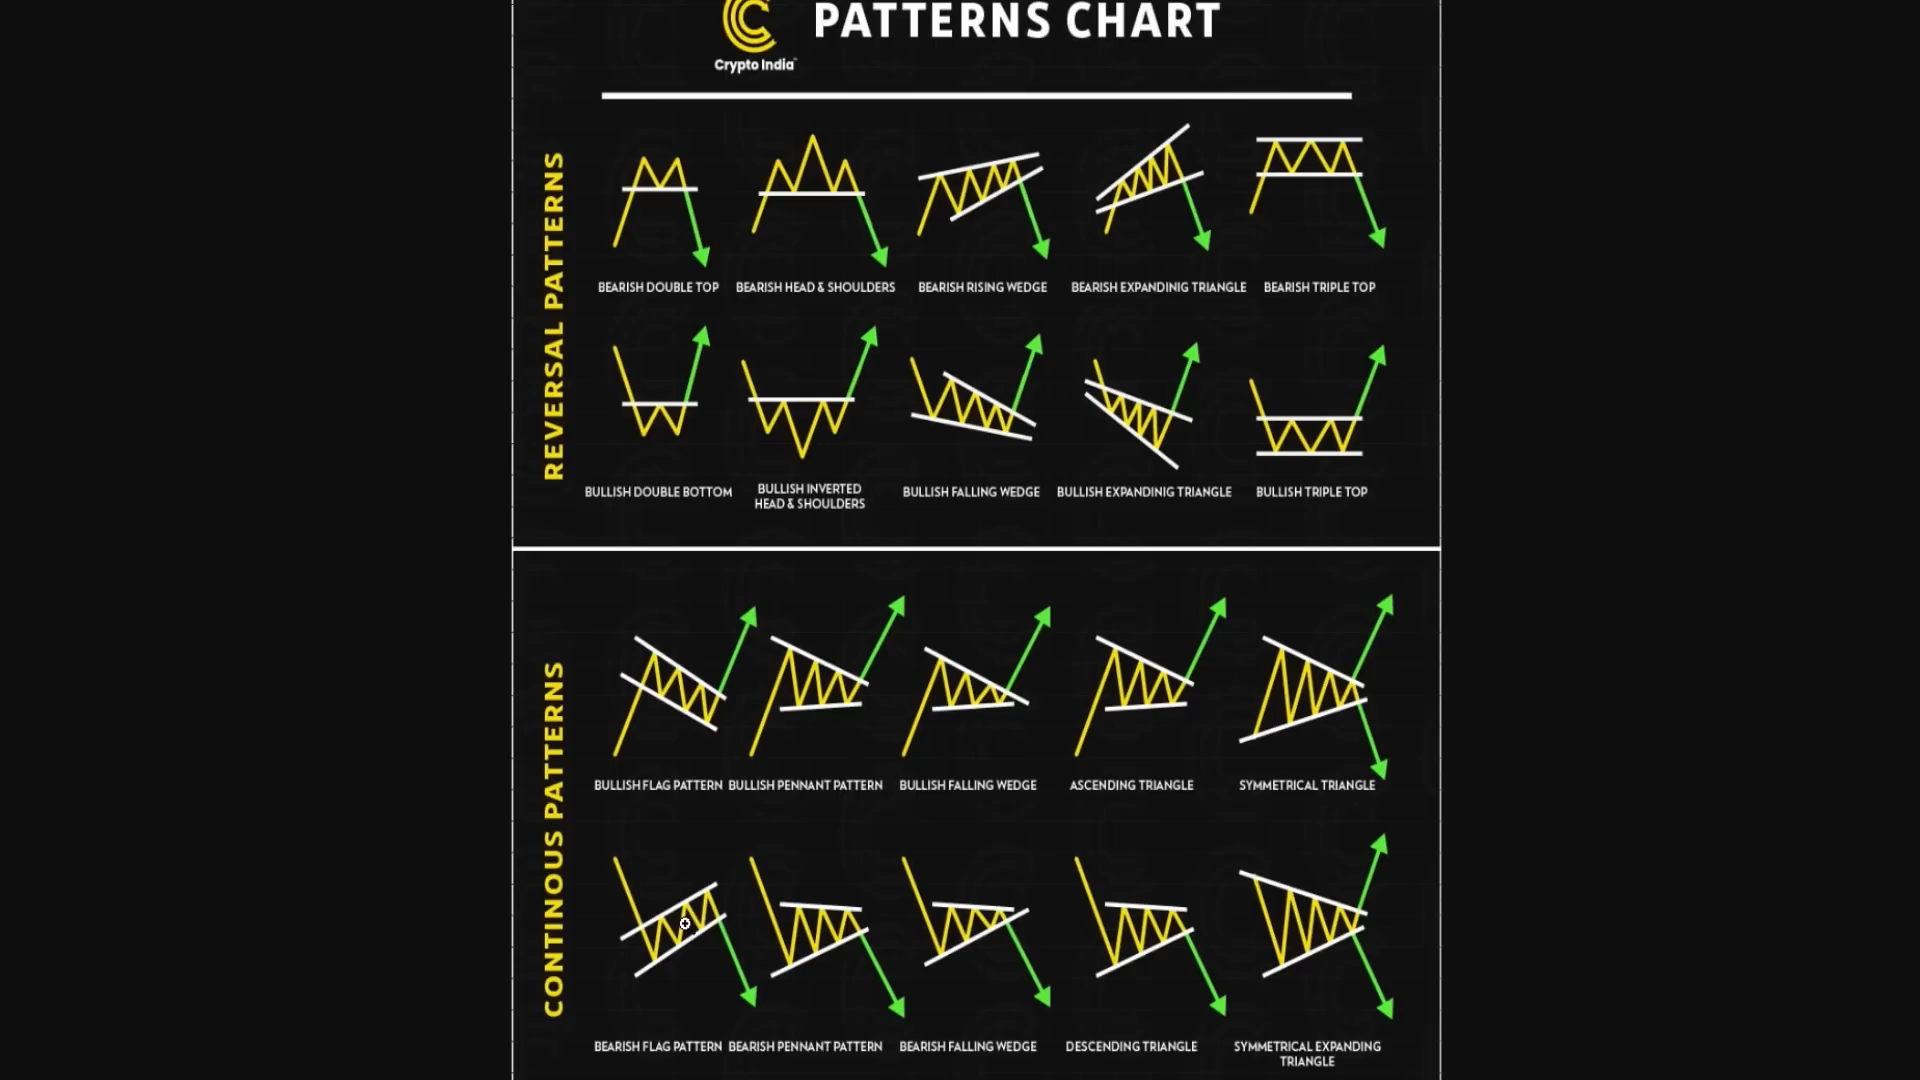 PATTERNS CHART
Crypto India
REVERSAL PATTERNS
BEARISH DOUBLE TOP
BEARISH HEAD & SHOULDERS
BEARISH RISING WEDGE
BEARISH EXPANDINIG TRIANGLE
BEARISH TRIPLE TOP
BULLISH DOUBLE BOTTOM
BULLISH INVERTED
HEAD & SHOULDERS
BULLISH FALLING WEDGE
BULLISH EXPANDINIG TRIANGLE
BULLISH TRIPLE TOP
CONTINOUS PATTERNS
BULLISH FLAG PATTERN
BULLISH PENNANT PATTERN
BULLISH FALLING WEDGE
ASCENDING TRIANGLE
SYMMETRICAL TRIANGLE
BEARISH FLAG PATTERN
BEARISH PENNANT PATTERN
BEARISH FALLING WEDGE
DESCENDING TRIANGLE
SYMMETRICAL EXPANDING
TRIANGLE